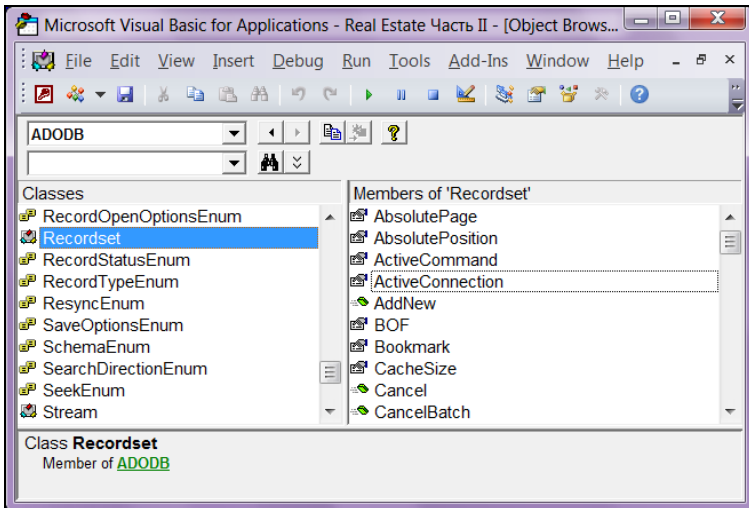 Microsoft Visual Basic for Applications - Real Estate Часть II - [Object Brows...
File Edit View Insert Debug Run Tools Add-Ins Window Help
ADODB
Classes
RecordOpenOptionsEnum
Recordset
RecordStatusEnum
RecordTypeEnum
ResyncEnum
SaveOptionsEnum
SchemaEnum
SearchDirectionEnum
SeekEnum
Stream
Members of 'Recordset'
AbsolutePage
AbsolutePosition
ActiveCommand
ActiveConnection
AddNew
BOF
Bookmark
CacheSize
Cancel
CancelBatch
Class Recordset
Member of ADODB